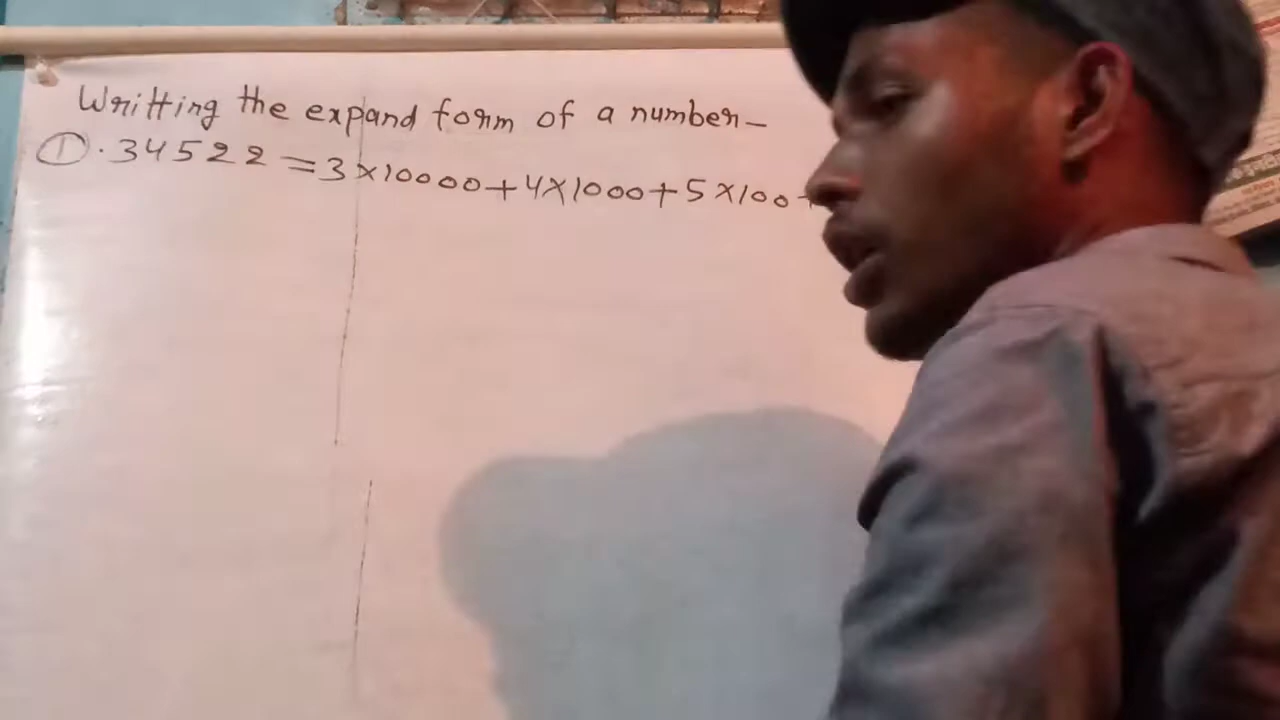 Writting the expand form of a number-
①. 34522 = 3×10000+4×1000+5×100+